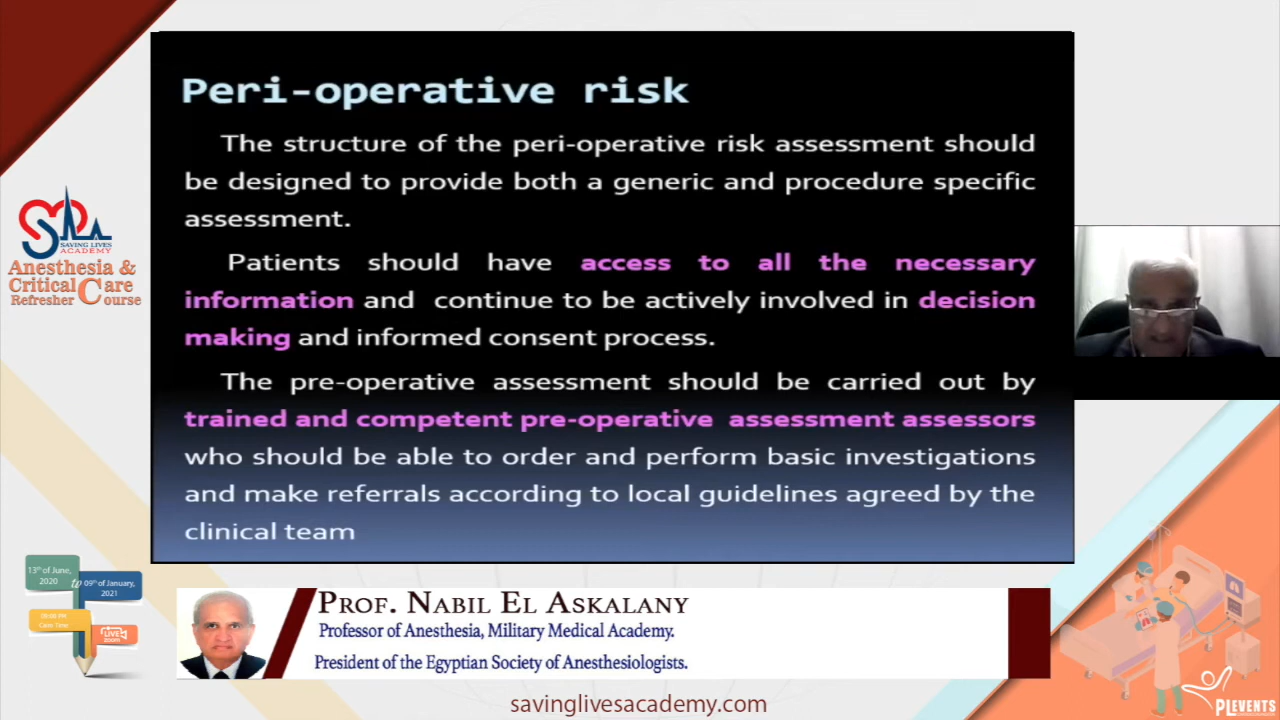 Peri-operative risk
The structure of the peri-operative risk assessment should
be designed to provide both a generic and procedure specific
assessment.
Patients should have access to all the necessary
information and continue to be actively involved in decision
making and informed consent process.
The pre-operative assessment should be carried out by
trained and competent pre-operative assessment assessors
who should be able to order and perform basic investigations
and make referrals according to local guidelines agreed by the
clinical team
SAVING LIVES
ACADEMY
Anesthesia &
Critical Care
Refresher Course
13th of June,
2020
to
09th of January,
2021
Cairo Time
LIVE
ZOOM
PROF. NABIL EL ASKALANY
Professor of Anesthesia, Military Medical Academy.
President of the Egyptian Society of Anesthesiologists.
savinglivesacademy.com
PLEVENTS